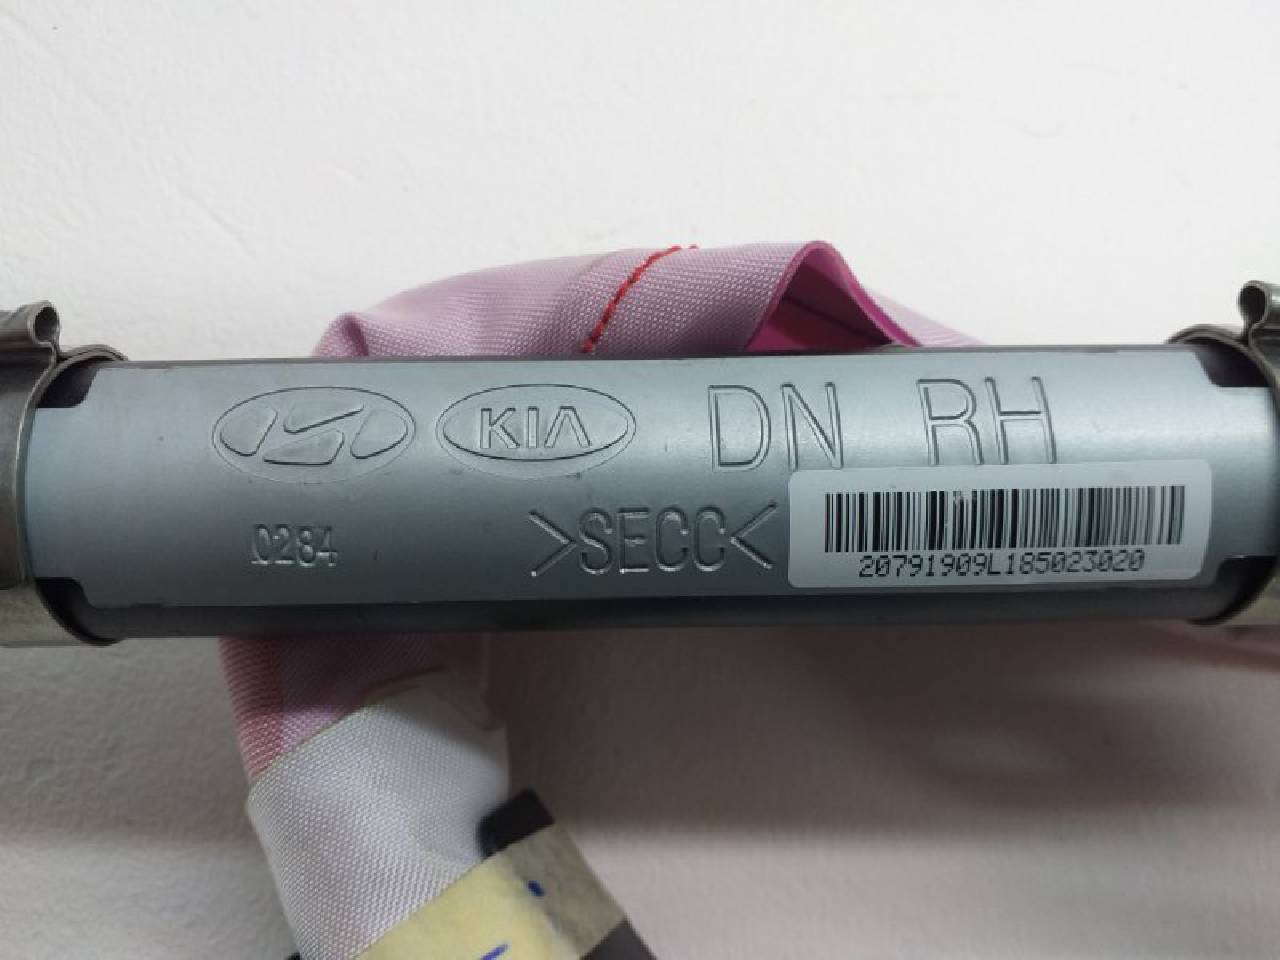 KIA DN RH
0284 >SECC<
20791909L185023020